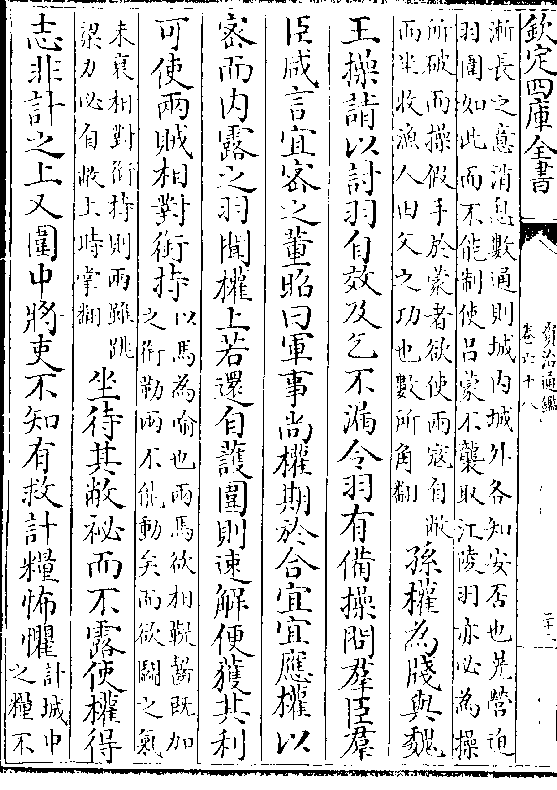 欽定四庫全書
資治通鑑
卷六十八
漸長之意消息數通則城内城外各知安否也晃營迫
羽圍如此而不能制使呂蒙不襲取江陵羽亦必為操
所破而操假手於蒙者欲使兩寇自敝
而坐收漁人田父之功也數所角翻
孫權為牋與魏
王操請以討羽自效及乞不漏令羽有備操問羣臣羣
臣咸言宜密之董昭曰軍事尚權期於合宜宜應權以
密而内露之羽聞權上若還自護圍則速解便獲其利
可使兩賊相對銜持
以馬為喻也兩馬欲相踶齧既加
之銜勒兩不能動矣而欲鬬之氣
未衰相對銜持則兩雖跳
梁力必自敝上時掌翻
坐待其敝祕而不露使權得
志非計之上又圍中將吏不知有救計糧怖懼
計城中
之糧不